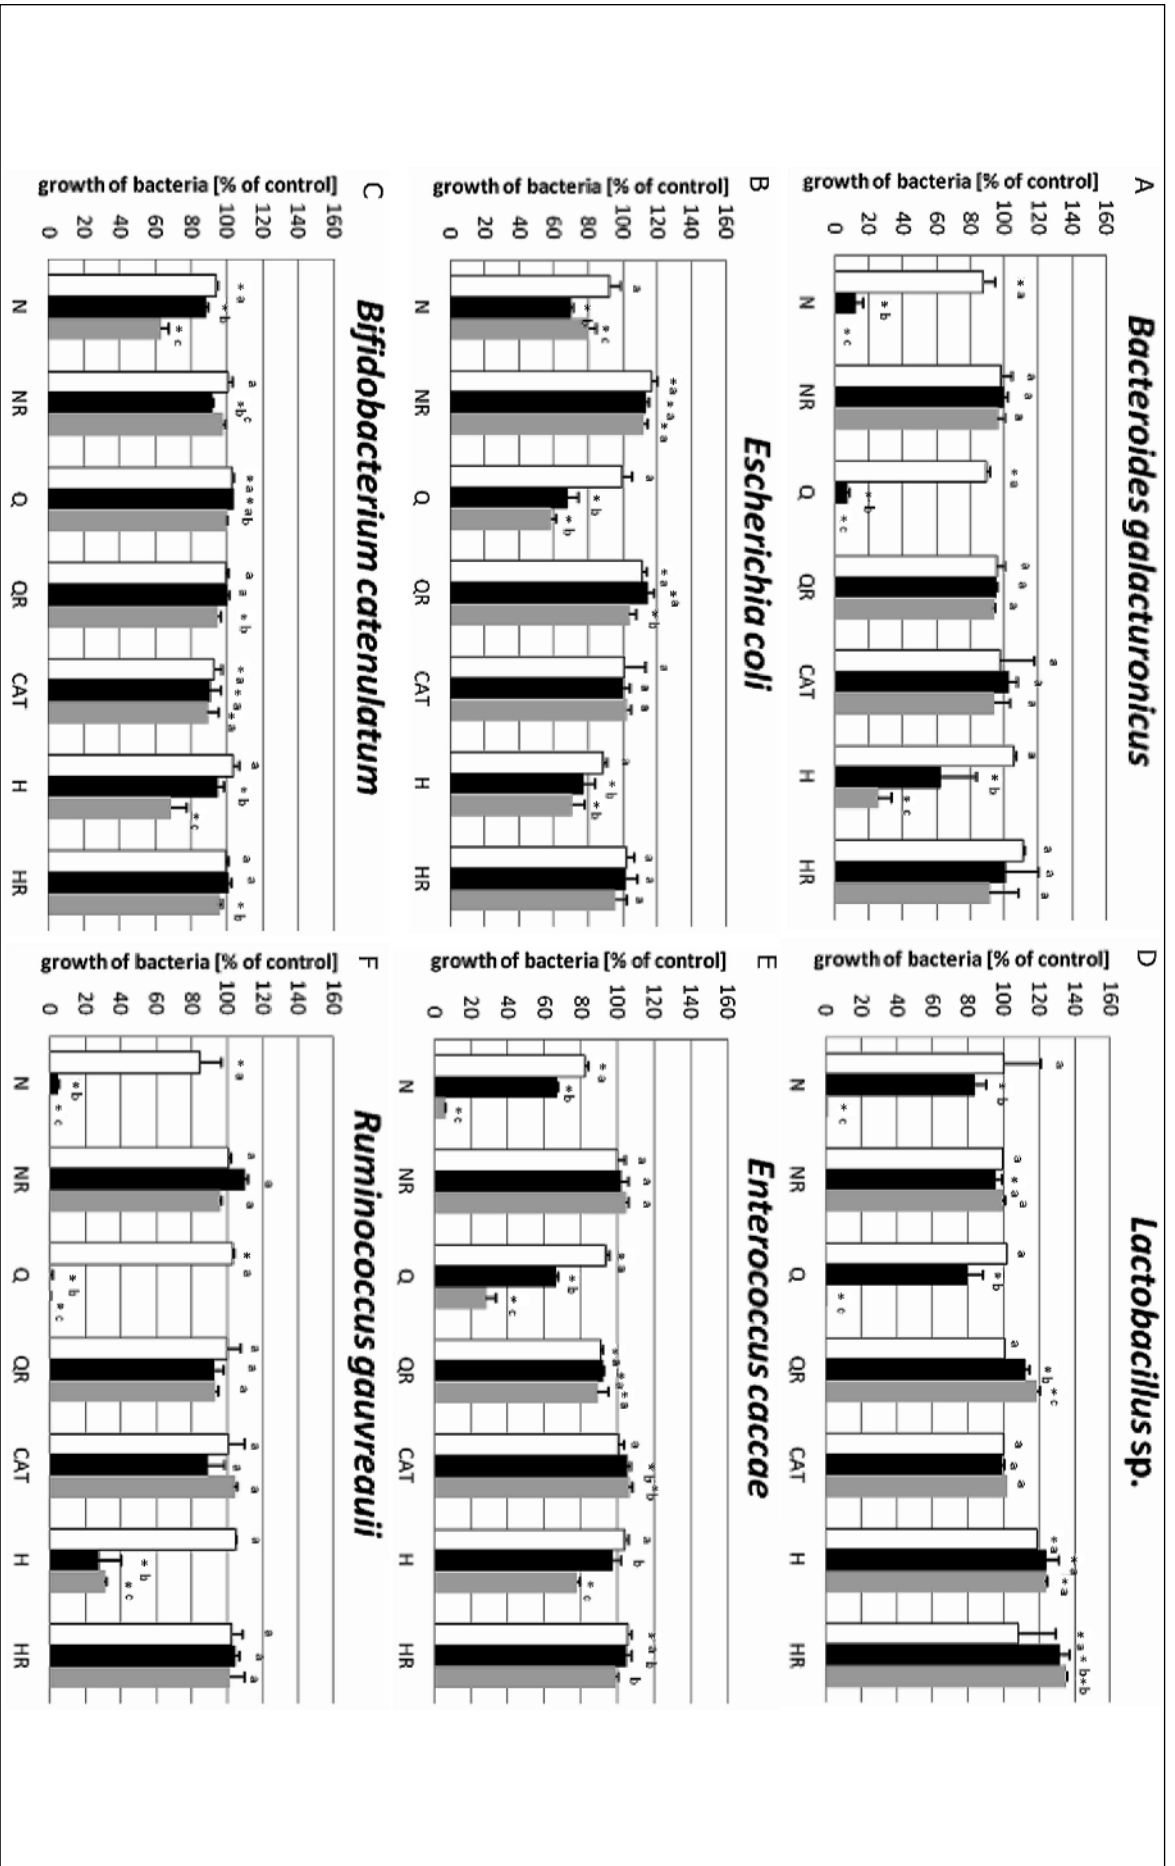 A
Bacteroides galacturonicus
growth of bacteria [% of control]
160
140
120
100
80
60
40
20
0
* a * b * c a a a * a * b * c a a a a a a a * b * c a a a
N NR Q QR CAT H HR
D
Lactobacillus sp.
growth of bacteria [% of control]
160
140
120
100
80
60
40
20
0
a * b * c a * a a a * b * c a * b * c a a a * a * a * a * a * b * b
N NR Q QR CAT H HR
B
Escherichia coli
growth of bacteria [% of control]
160
140
120
100
80
60
40
20
0
a * b * c * a * a * a a * b * b * a * a * b a a a a * b * b a a a
N NR Q QR CAT H HR
E
Enterococcus caccae
growth of bacteria [% of control]
160
140
120
100
80
60
40
20
0
* a * b * c a a a * a * b * c * a * a * a a * b * b a b * c * a * b b
N NR Q QR CAT H HR
C
Bifidobacterium catenulatum
growth of bacteria [% of control]
160
140
120
100
80
60
40
20
0
* a * b * c a * b c * a * a b a a * b * a * a * a a * b * c a a * b
N NR Q QR CAT H HR
F
Ruminococcus gauvreauii
growth of bacteria [% of control]
160
140
120
100
80
60
40
20
0
* a * b * c a a a * a * b * c a a a a a a a * b * c a a a
N NR Q QR CAT H HR